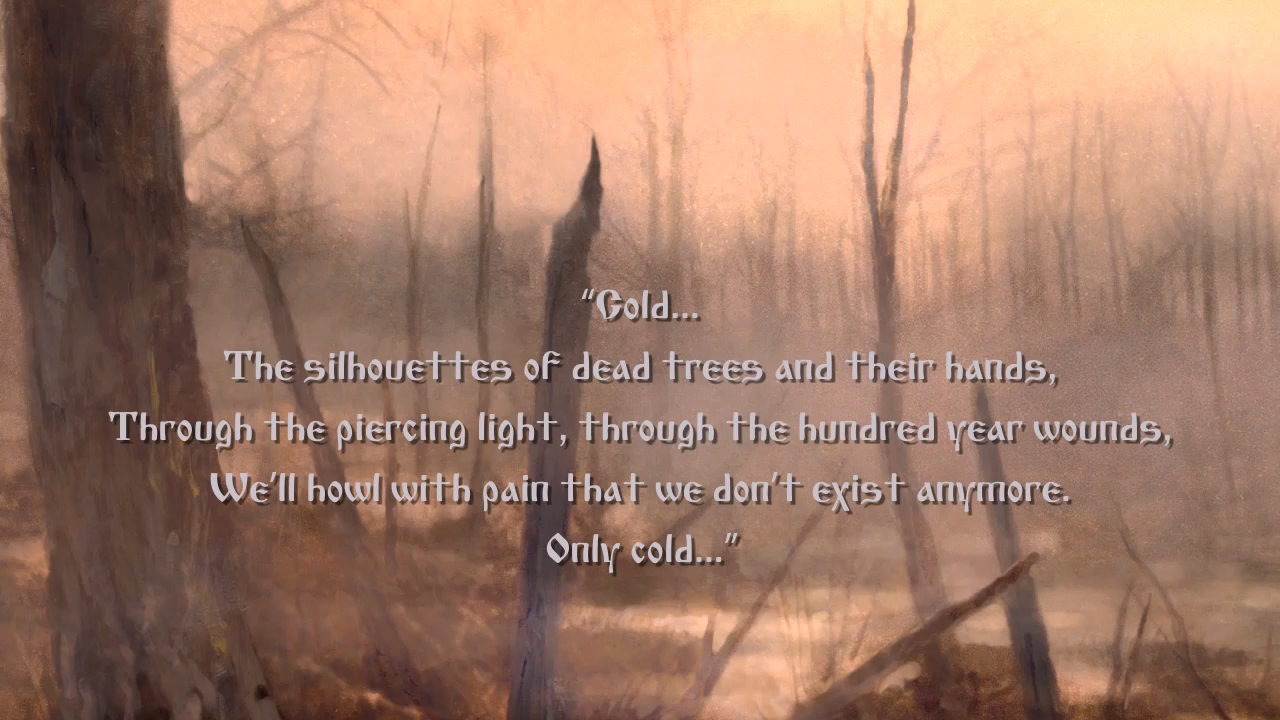 “Cold...
The silhouettes of dead trees and their hands,
Through the piercing light, through the hundred year wounds,
We'll howl with pain that we don't exist anymore.
Only cold...”